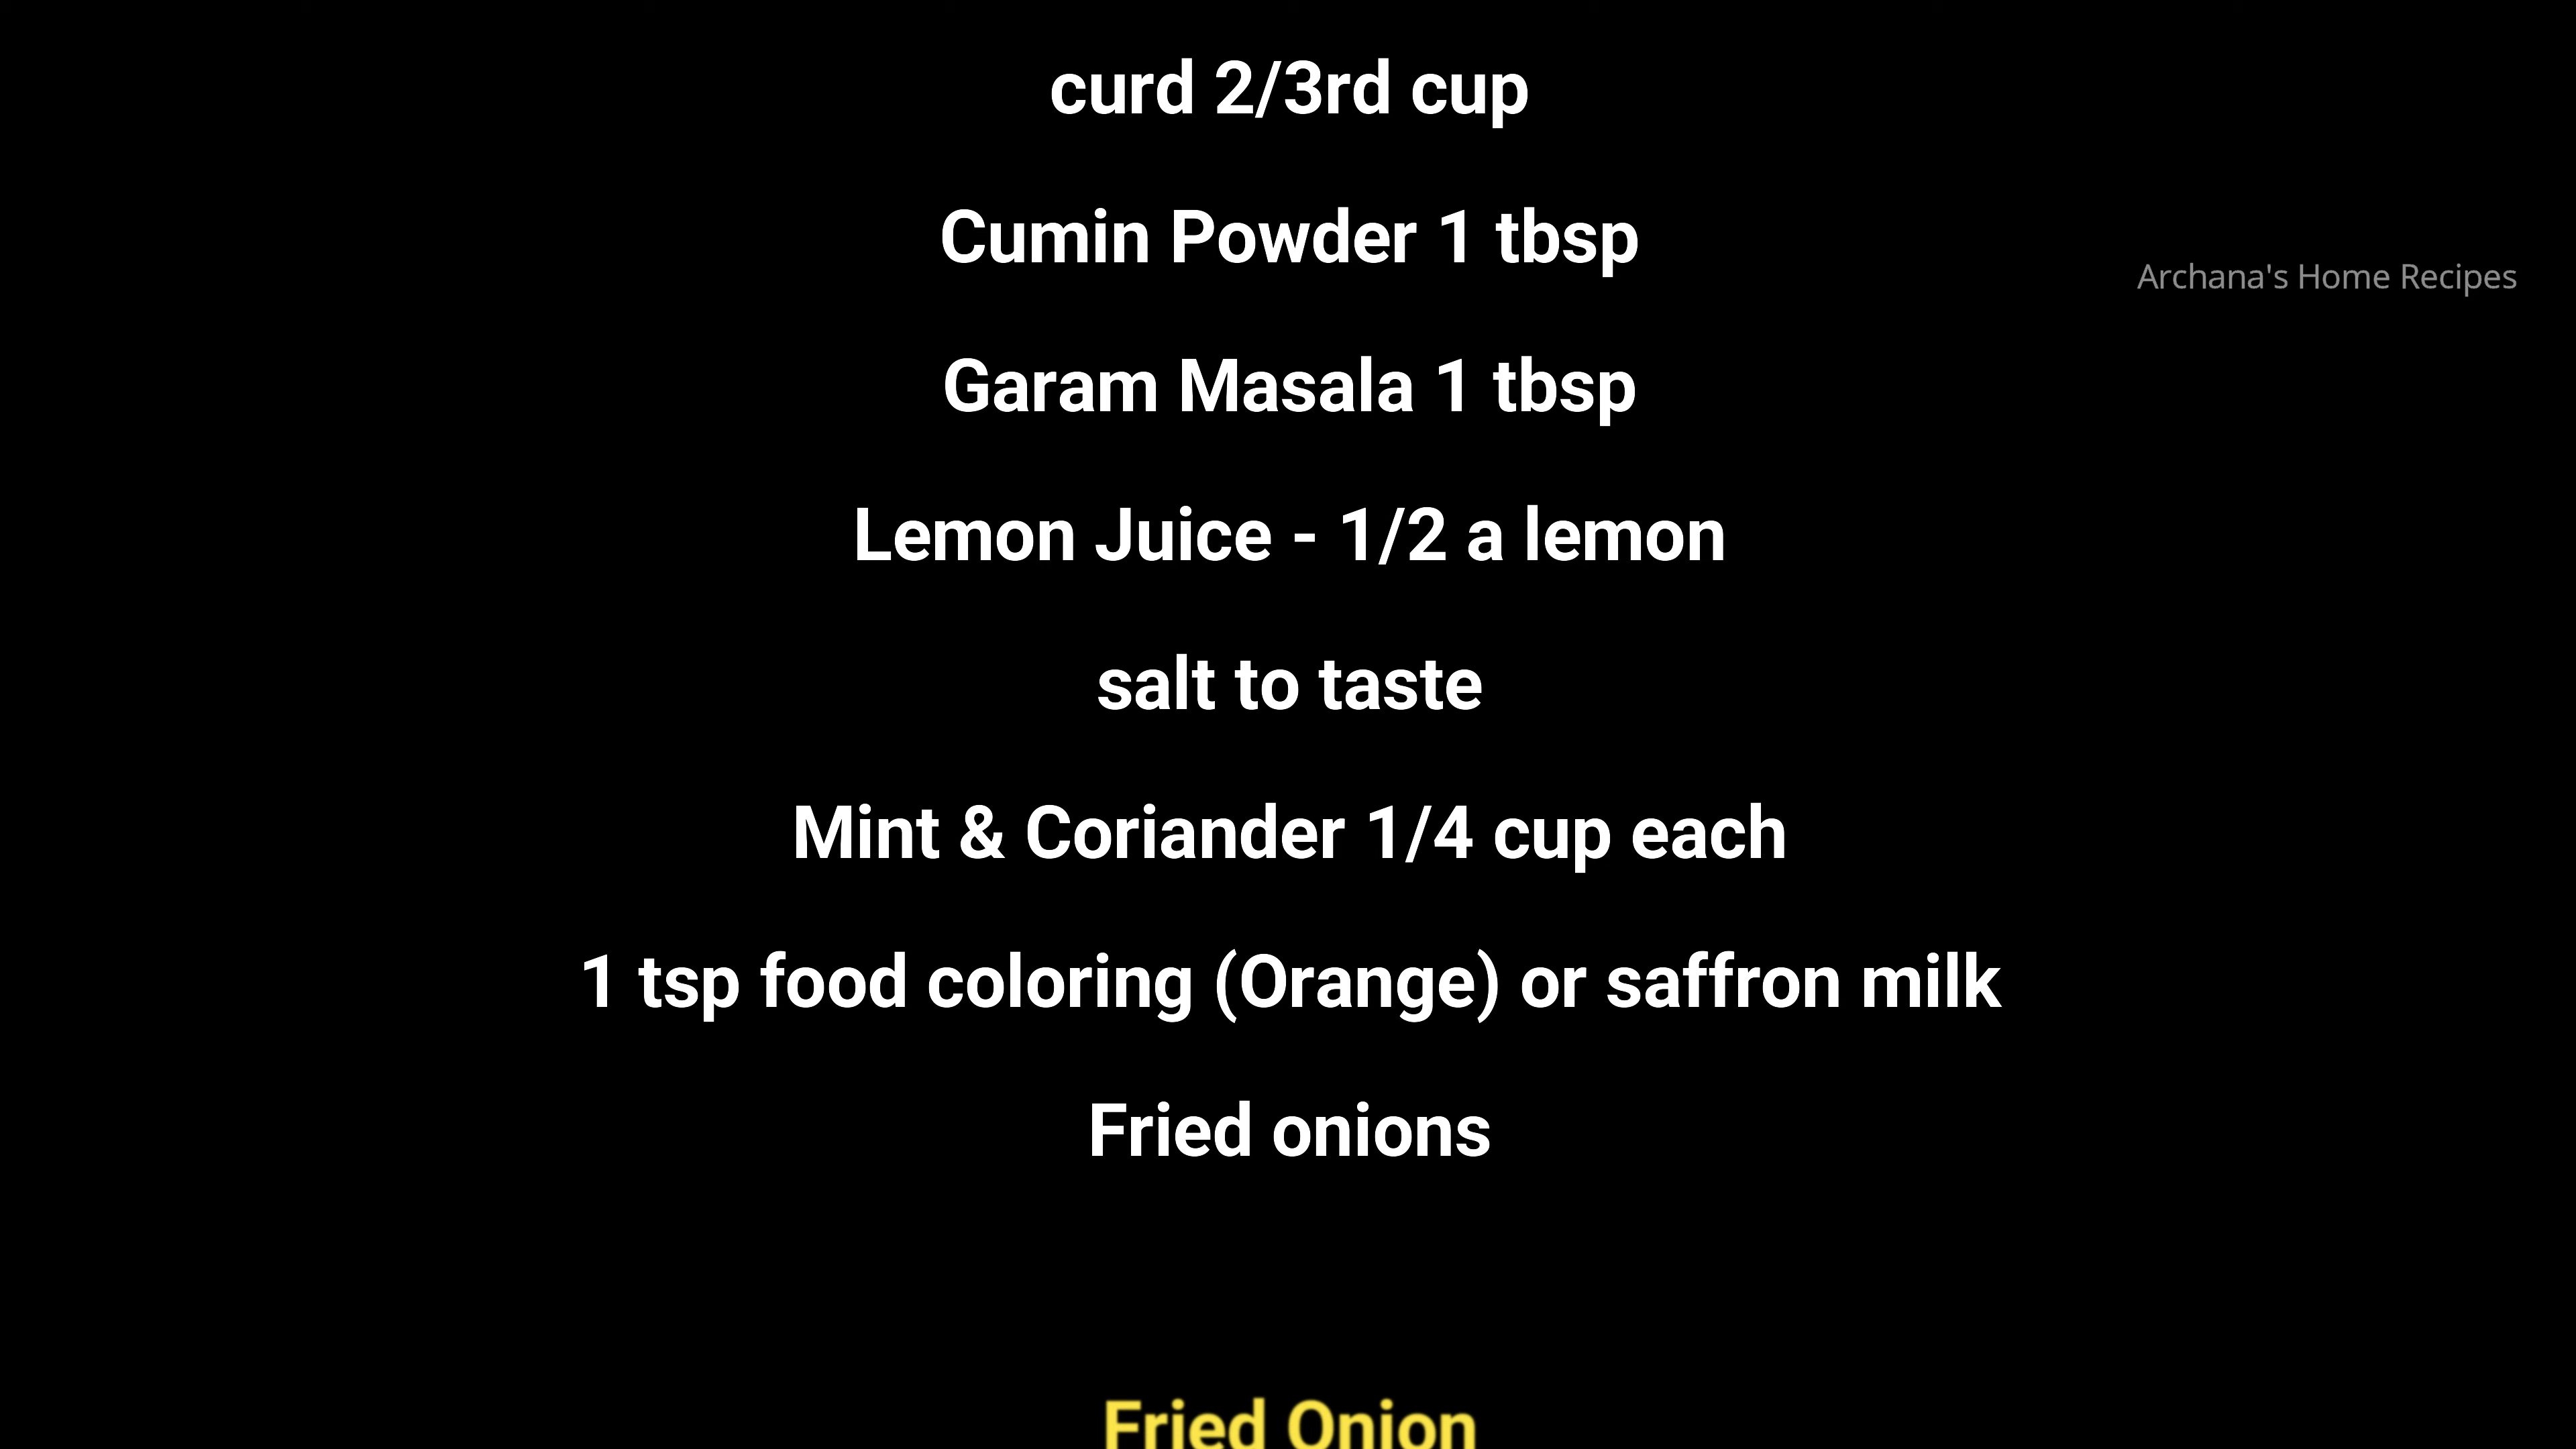 curd 2/3rd cup
Cumin Powder 1 tbsp
Archana's Home Recipes
Garam Masala 1 tbsp
Lemon Juice - 1/2 a lemon
salt to taste
Mint & Coriander 1/4 cup each
1 tsp food coloring (Orange) or saffron milk
Fried onions
Fried Onion